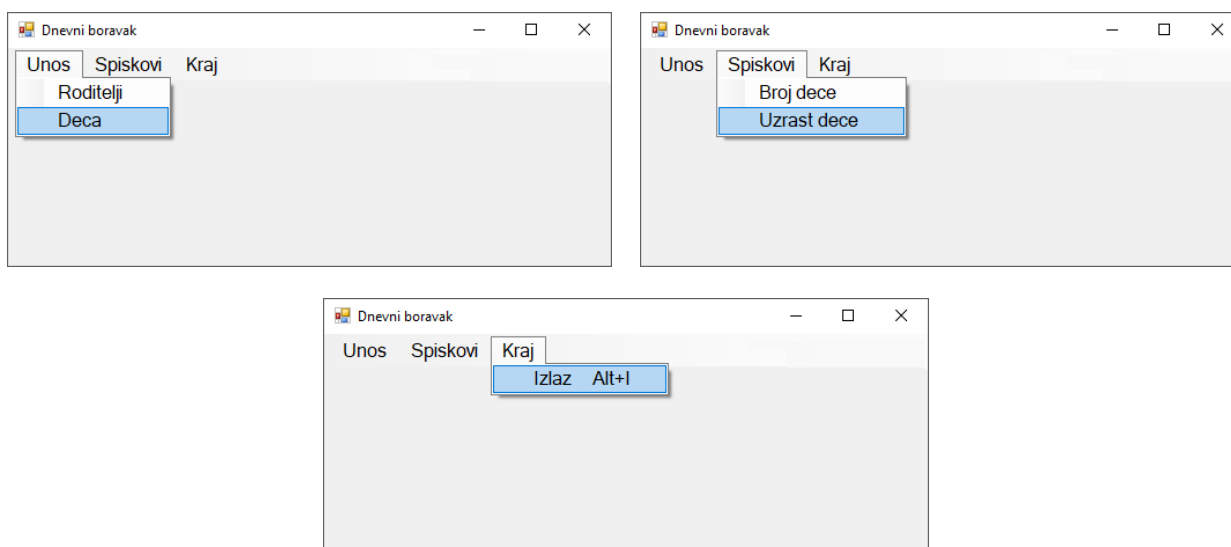 Dnevni boravak
Unos Spiskovi Kraj
Roditelji
Deca
Dnevni boravak
Unos Spiskovi Kraj
Broj dece
Uzrast dece
Dnevni boravak
Unos Spiskovi Kraj
Izlaz Alt+I